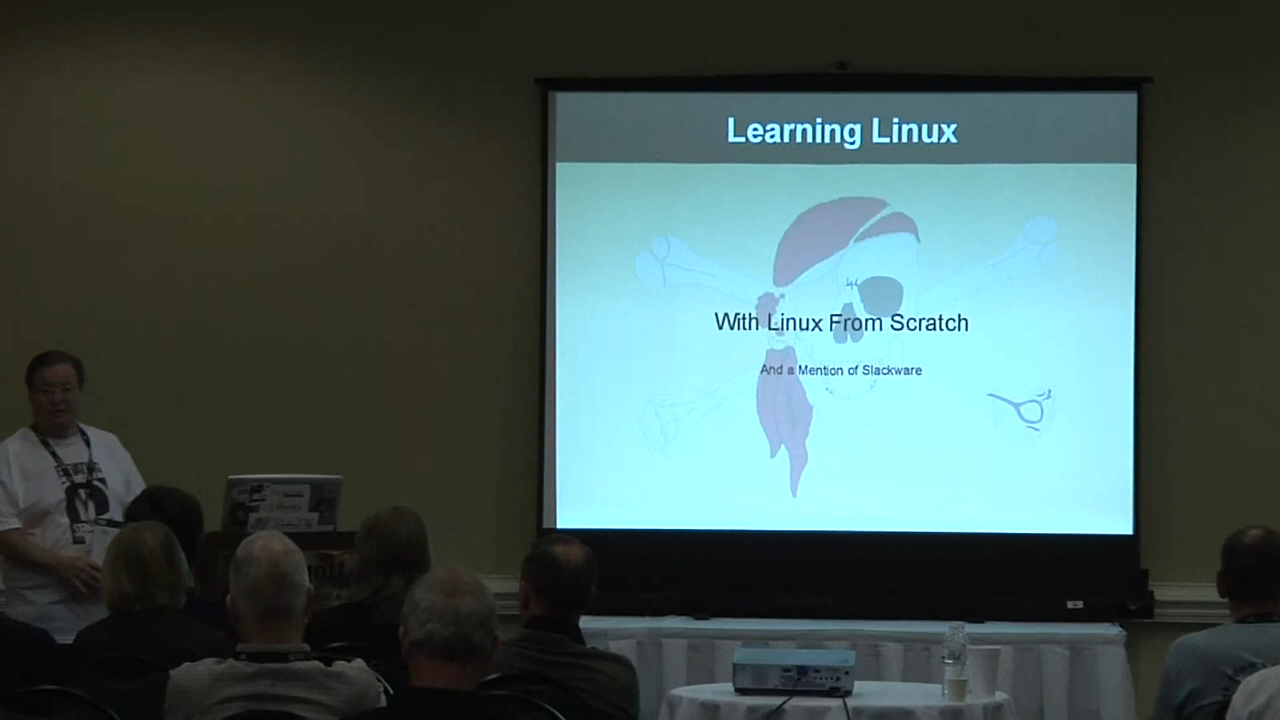 Learning Linux
With Linux From Scratch
And a Mention of Slackware